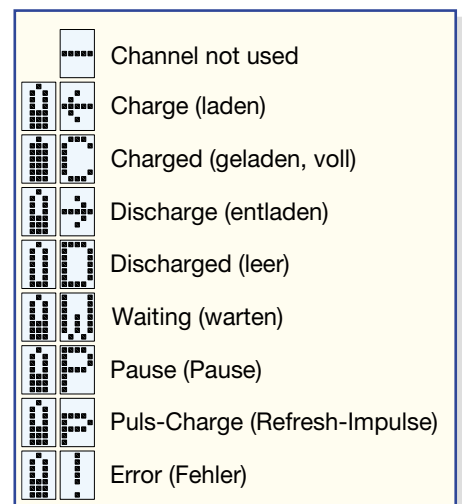 Channel not used
Charge (laden)
C Charged (geladen, voll)
Discharge (entladen)
D Discharged (leer)
W Waiting (warten)
P Pause (Pause)
Puls-Charge (Refresh-Impulse)
! Error (Fehler)